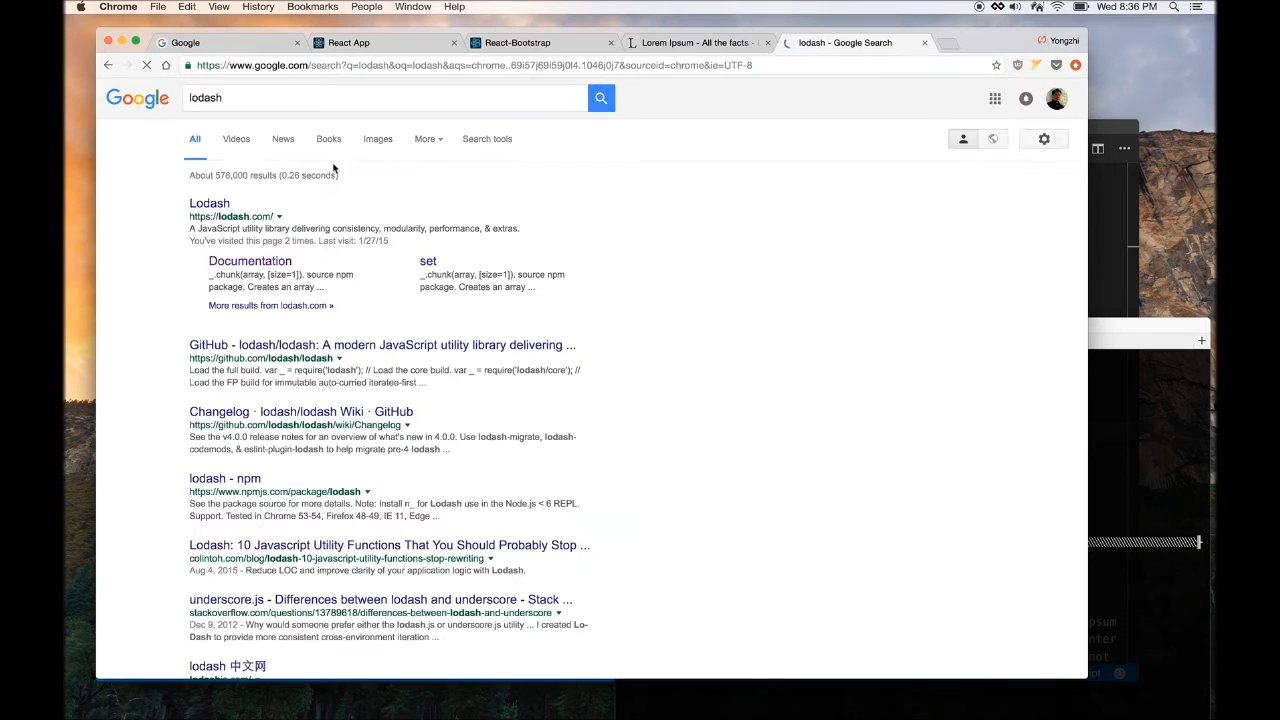 Chrome File Edit View History Bookmarks People Window Help Wed 8:36 PM
Google React App React-Bootstrap Lorem Ipsum - All the facts - L lodash - Google Search Yongzhi
https://www.google.com/search?q=lodash&oq=lodash&aqs=chrome..69i57j69i59j0l4.1046j0j7&sourceid=chrome&ie=UTF-8
Google lodash
All Videos News Books Images More Search tools
About 578,000 results (0.26 seconds)
Lodash
https://lodash.com/
A JavaScript utility library delivering consistency, modularity, performance, & extras.
You've visited this page 2 times. Last visit: 1/27/15
Documentation set
_.chunk(array, [size=1]). source npm _.chunk(array, [size=1]). source npm
package. Creates an array ... package. Creates an array ...
More results from lodash.com »
GitHub - lodash/lodash: A modern JavaScript utility library delivering ...
https://github.com/lodash/lodash
Load the full build. var _ = require('lodash'); // Load the core build. var _ = require('lodash/core'); //
Load the FP build for immutable auto-curried iteratee-first ...
Changelog · lodash/lodash Wiki · GitHub
https://github.com/lodash/lodash/wiki/Changelog
See the v4.0.0 release notes for an overview of what's new in 4.0.0. Use lodash-migrate, lodash-
codemods, & eslint-plugin-lodash to help migrate pre-4 lodash ...
lodash - npm
https://www.npmjs.com/package/lodash
See the package source for more details. Note: Install n_ for Lodash use in the Node.js < 6 REPL.
Support. Tested in Chrome 53-54, Firefox 48-49, IE 11, Edge ...
Lodash: 10 Javascript Utility Functions That You Should Probably Stop ...
colintoh.com/blog/lodash-10-javascript-utility-functions-stop-rewriting
Aug 4, 2015 - Reduce LOC and improve clarity of your application logic with Lodash.
underscore.js - Differences between lodash and underscore - Stack ...
stackoverflow.com/questions/13789618/differences-between-lodash-and-underscore
Dec 9, 2012 - Why would someone prefer either the lodash.js or underscore.js utility ... I created Lo-
Dash to provide more consistent cross-environment iteration ...
psum
nter
not
lodash 中文网